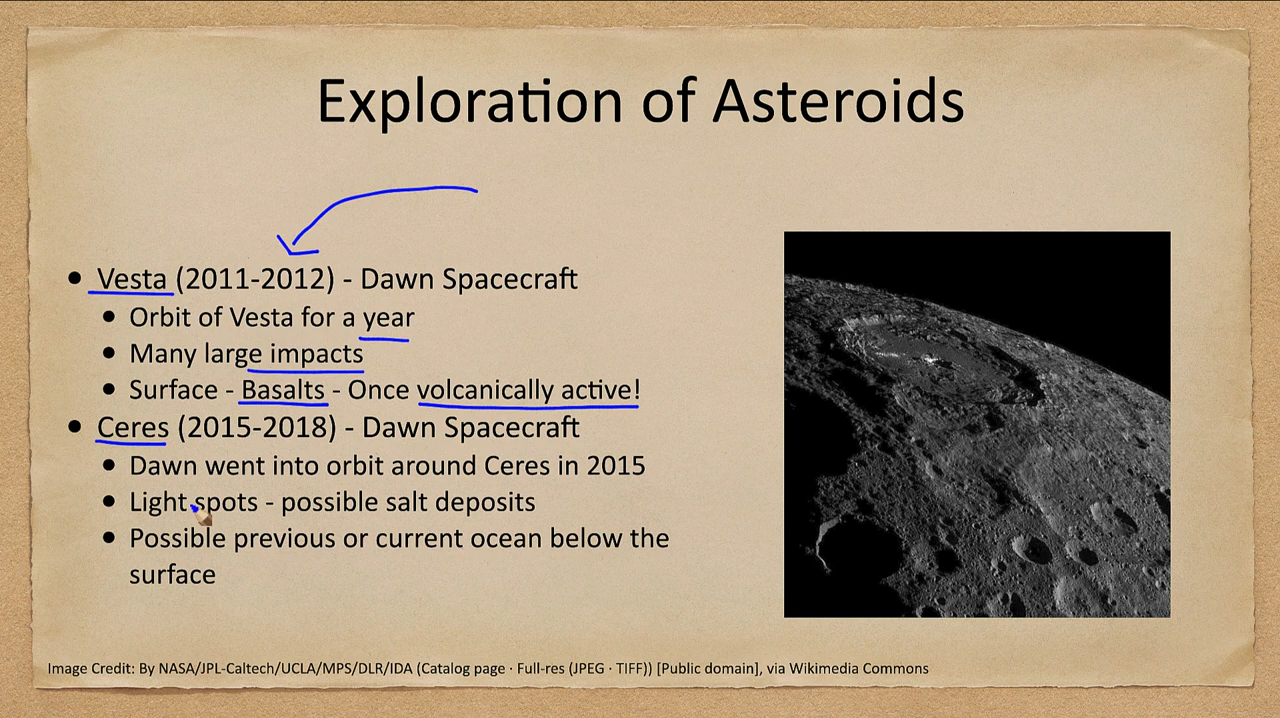 Exploration of Asteroids
• Vesta (2011-2012) - Dawn Spacecraft
• Orbit of Vesta for a year
• Many large impacts
• Surface - Basalts - Once volcanically active!
• Ceres (2015-2018) - Dawn Spacecraft
• Dawn went into orbit around Ceres in 2015
• Light spots - possible salt deposits
• Possible previous or current ocean below the
surface
Image Credit: By NASA/JPL-Caltech/UCLA/MPS/DLR/IDA (Catalog page · Full-res (JPEG · TIFF)) [Public domain], via Wikimedia Commons